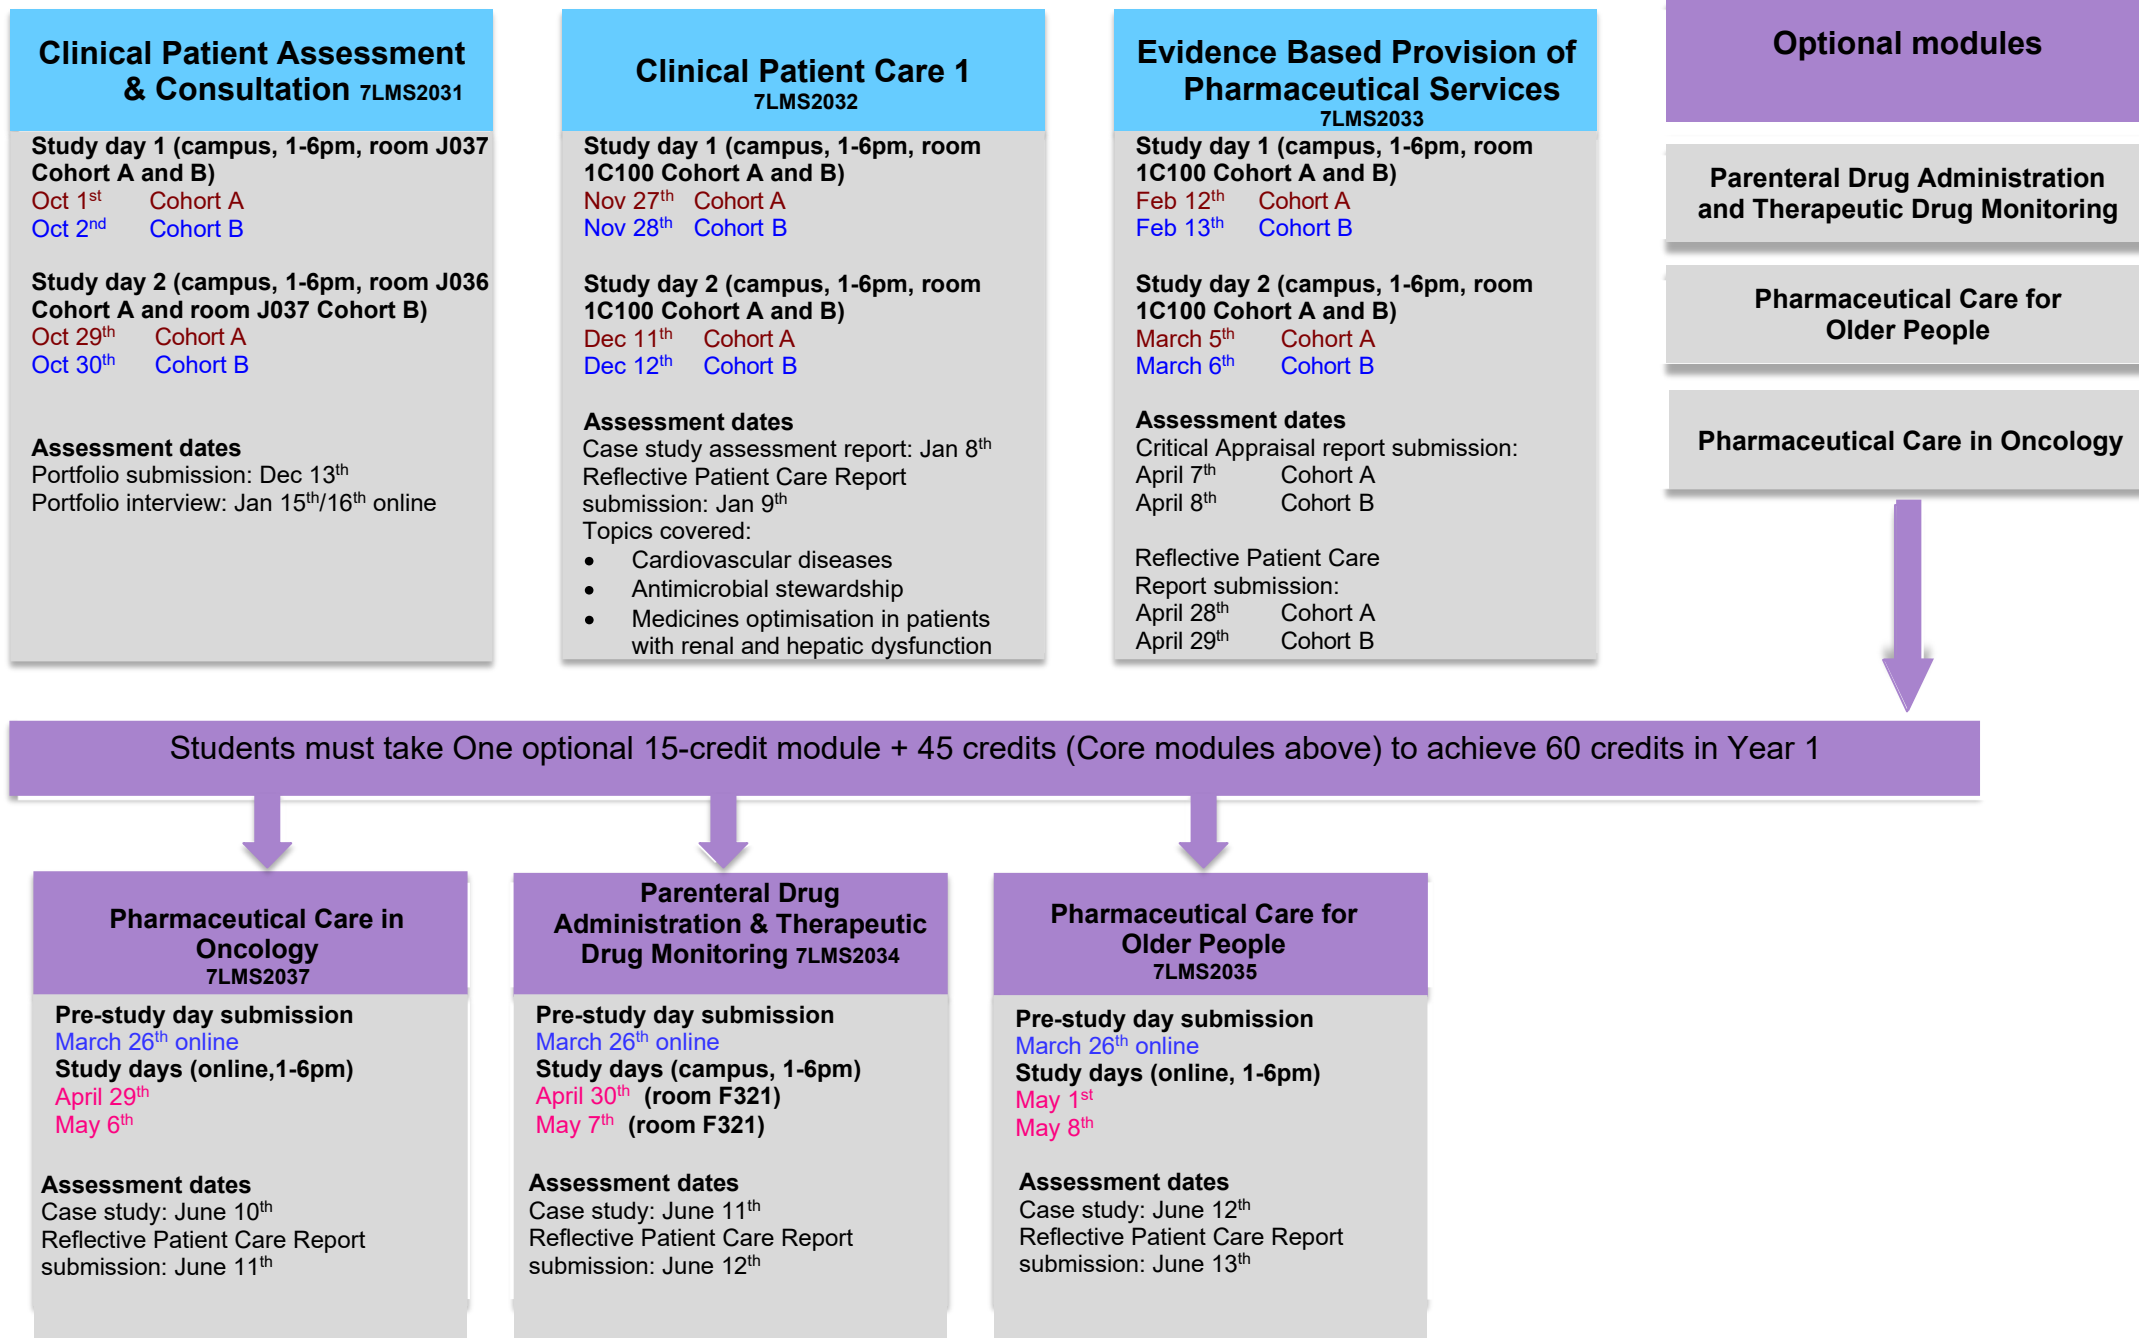 Clinical Patient Assessment
& Consultation 7LMS2031
Study day 1 (campus, 1-6pm, room J037
Cohort A and B)
Oct 1st Cohort A
Oct 2nd Cohort B
Study day 2 (campus, 1-6pm, room J036
Cohort A and room J037 Cohort B)
Oct 29th Cohort A
Oct 30th Cohort B
Assessment dates
Portfolio submission: Dec 13th
Portfolio interview: Jan 15th/16th online
Clinical Patient Care 1
7LMS2032
Study day 1 (campus, 1-6pm, room
1C100 Cohort A and B)
Nov 27th Cohort A
Nov 28th Cohort B
Study day 2 (campus, 1-6pm, room
1C100 Cohort A and B)
Dec 11th Cohort A
Dec 12th Cohort B
Assessment dates
Case study assessment report: Jan 8th
Reflective Patient Care Report
submission: Jan 9th
Topics covered:
• Cardiovascular diseases
• Antimicrobial stewardship
• Medicines optimisation in patients
with renal and hepatic dysfunction
Evidence Based Provision of
Pharmaceutical Services
7LMS2033
Study day 1 (campus, 1-6pm, room
1C100 Cohort A and B)
Feb 12th Cohort A
Feb 13th Cohort B
Study day 2 (campus, 1-6pm, room
1C100 Cohort A and B)
March 5th Cohort A
March 6th Cohort B
Assessment dates
Critical Appraisal report submission:
April 7th Cohort A
April 8th Cohort B
Reflective Patient Care
Report submission:
April 28th Cohort A
April 29th Cohort B
Optional modules
Parenteral Drug Administration
and Therapeutic Drug Monitoring
Pharmaceutical Care for
Older People
Pharmaceutical Care in Oncology
Students must take One optional 15-credit module + 45 credits (Core modules above) to achieve 60 credits in Year 1
Pharmaceutical Care in
Oncology
7LMS2037
Pre-study day submission
March 26th online
Study days (online,1-6pm)
April 29th
May 6th
Assessment dates
Case study: June 10th
Reflective Patient Care Report
submission: June 11th
Parenteral Drug
Administration & Therapeutic
Drug Monitoring 7LMS2034
Pre-study day submission
March 26th online
Study days (campus, 1-6pm)
April 30th (room F321)
May 7th (room F321)
Assessment dates
Case study: June 11th
Reflective Patient Care Report
submission: June 12th
Pharmaceutical Care for
Older People
7LMS2035
Pre-study day submission
March 26th online
Study days (online, 1-6pm)
May 1st
May 8th
Assessment dates
Case study: June 12th
Reflective Patient Care Report
submission: June 13th